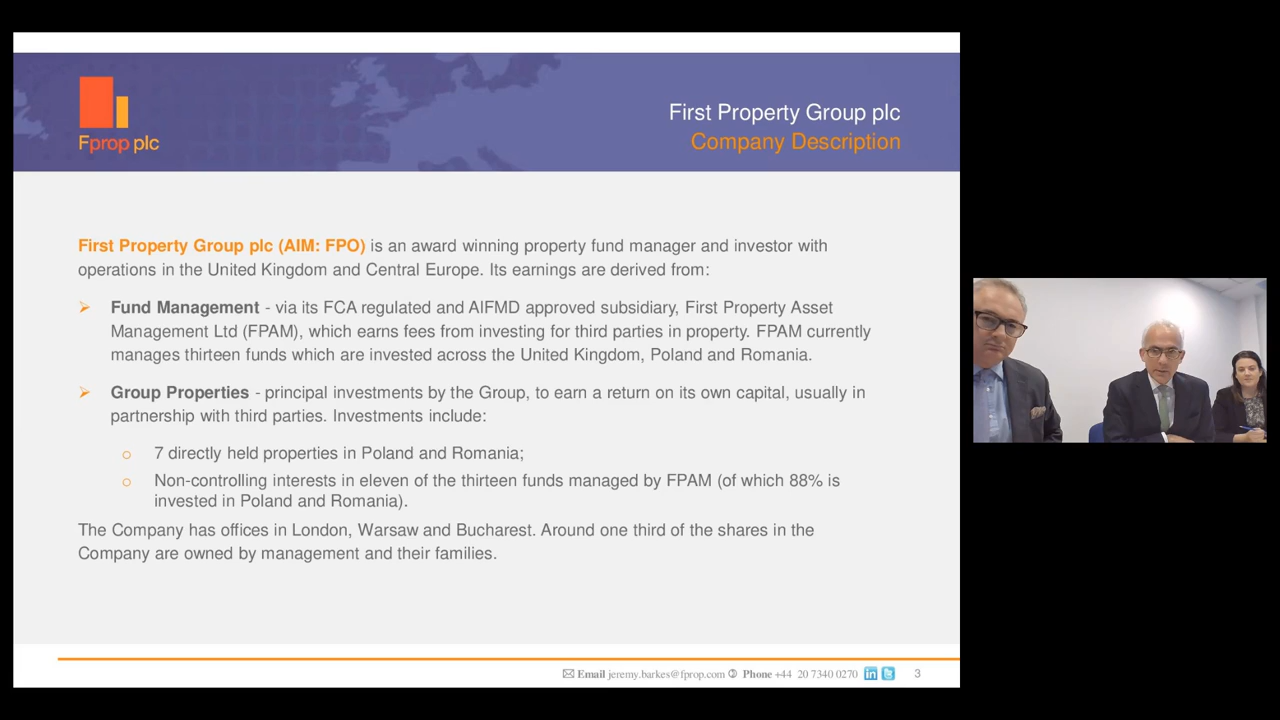 Fprop plc
First Property Group plc
Company Description
First Property Group plc (AIM: FPO) is an award winning property fund manager and investor with
operations in the United Kingdom and Central Europe. Its earnings are derived from:
Fund Management - via its FCA regulated and AIFMD approved subsidiary, First Property Asset
Management Ltd (FPAM), which earns fees from investing for third parties in property. FPAM currently
manages thirteen funds which are invested across the United Kingdom, Poland and Romania.
Group Properties - principal investments by the Group, to earn a return on its own capital, usually in
partnership with third parties. Investments include:
7 directly held properties in Poland and Romania;
Non-controlling interests in eleven of the thirteen funds managed by FPAM (of which 88% is
invested in Poland and Romania).
The Company has offices in London, Warsaw and Bucharest. Around one third of the shares in the
Company are owned by management and their families.
Email jeremy.barkes@fprop.com Phone +44 20 7340 0270 in 3